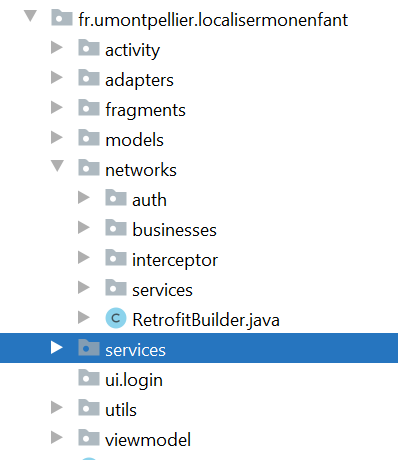 fr.umontpellier.localisermonenfant
activity
adapters
fragments
models
networks
auth
businesses
interceptor
services
C RetrofitBuilder.java
services
ui.login
utils
viewmodel